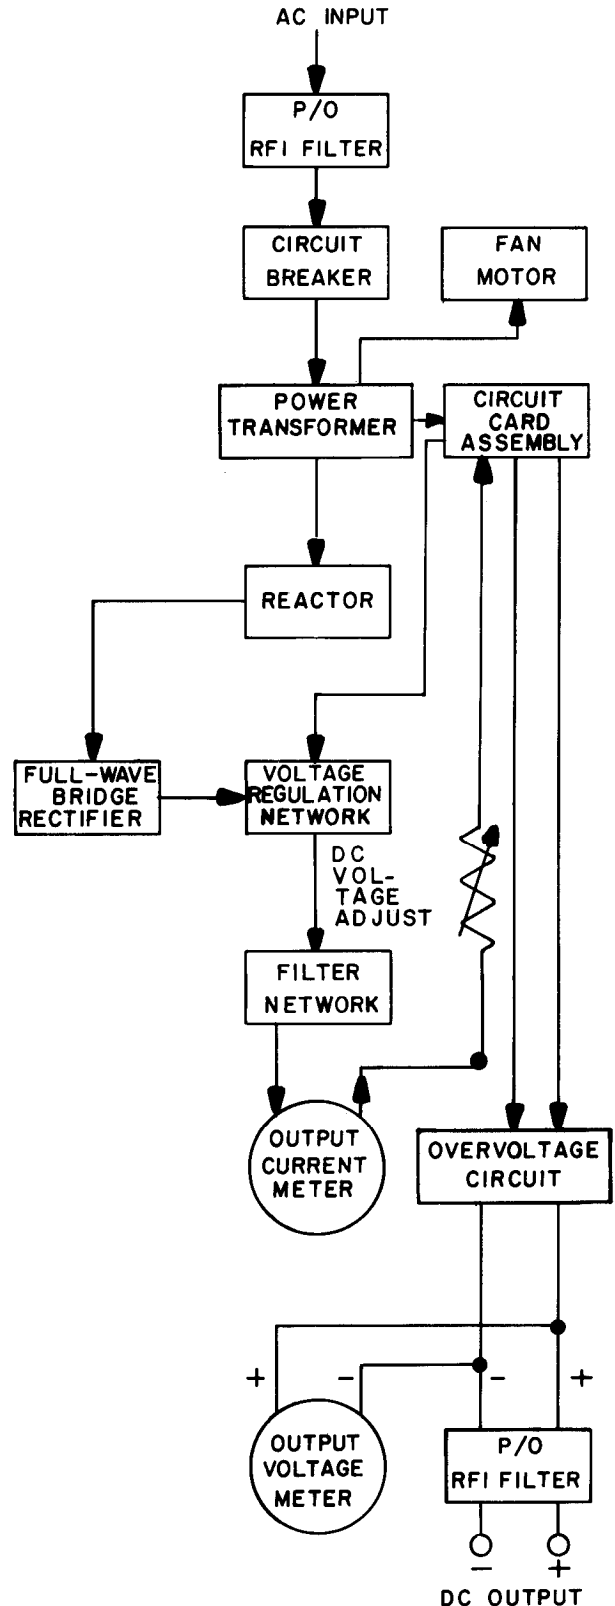 AC INPUT
P/O
RFI FILTER
CIRCUIT
BREAKER
FAN
MOTOR
POWER
TRANSFORMER
CIRCUIT
CARD
ASSEMBLY
REACTOR
FULL-WAVE
BRIDGE
RECTIFIER
VOLTAGE
REGULATION
NETWORK
DC
VOL-
TAGE
ADJUST
FILTER
NETWORK
OUTPUT
CURRENT
METER
OVERVOLTAGE
CIRCUIT
+ - - +
OUTPUT
VOLTAGE
METER
P/O
RFI FILTER
- +
DC OUTPUT